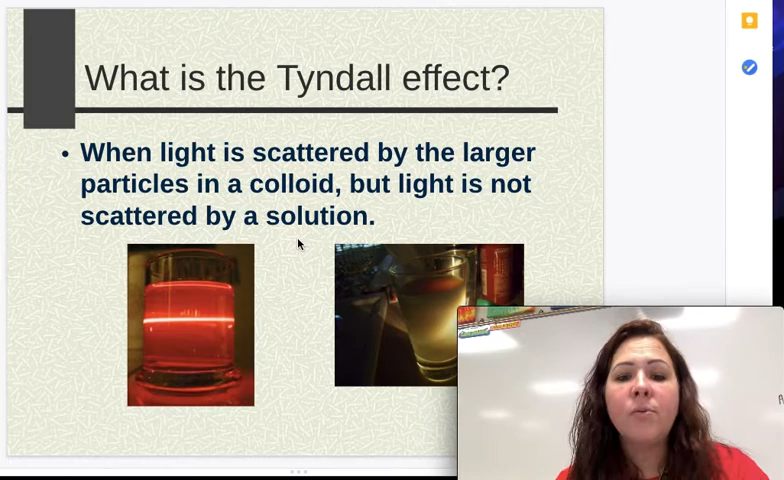 What is the Tyndall effect?
• When light is scattered by the larger
particles in a colloid, but light is not
scattered by a solution.